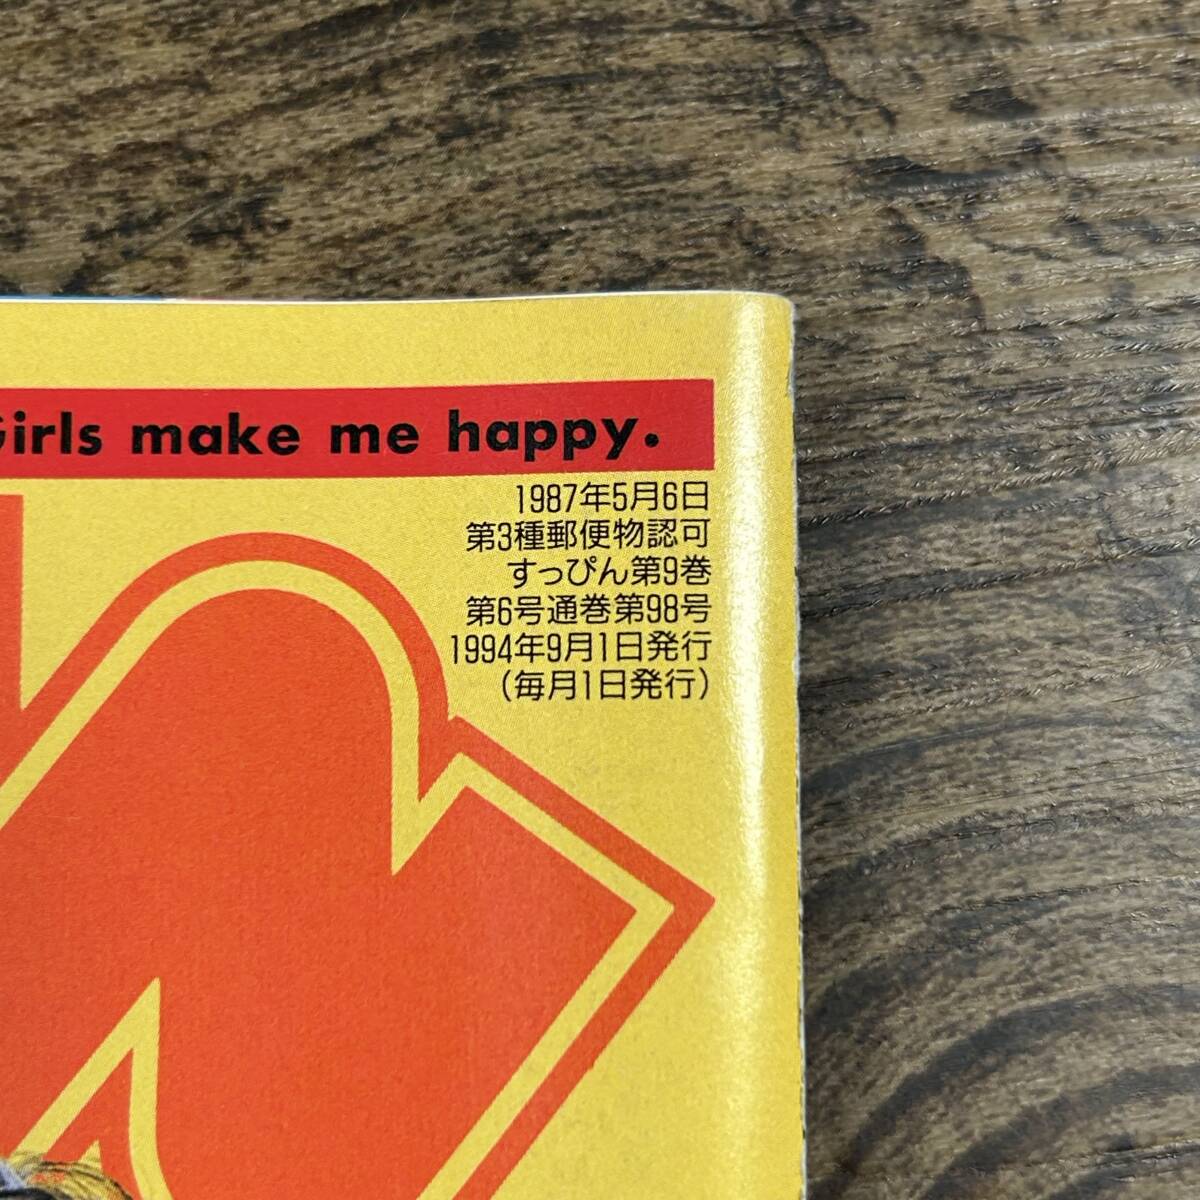 Girls make me happy.
1987年5月6日
第3種郵便物認可
すっぴん第9巻
第6号通巻第98号
1994年9月1日発行
(毎月1日発行)